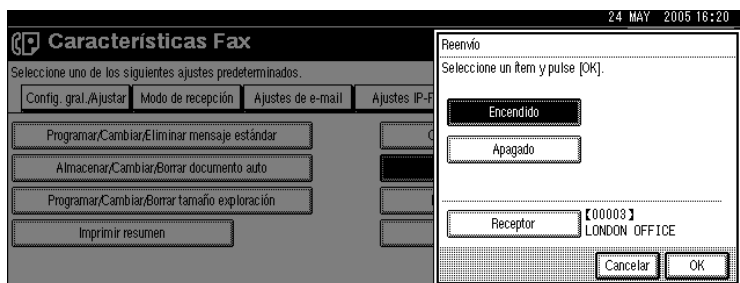 24 MAY 2005 16:20
Características Fax
Seleccione uno de los siguientes ajustes predeterminados.
Config. gral./Ajustar
Modo de recepción
Ajustes de e-mail
Ajustes IP-F
Programar/Cambiar/Eliminar mensaje estándar
Almacenar/Cambiar/Borrar documento auto
Programar/Cambiar/Borrar tamaño exploración
Imprimir resumen
Reenvío
Seleccione un ítem y pulse [OK].
Encendido
Apagado
Receptor
【00003】
LONDON OFFICE
Cancelar
OK